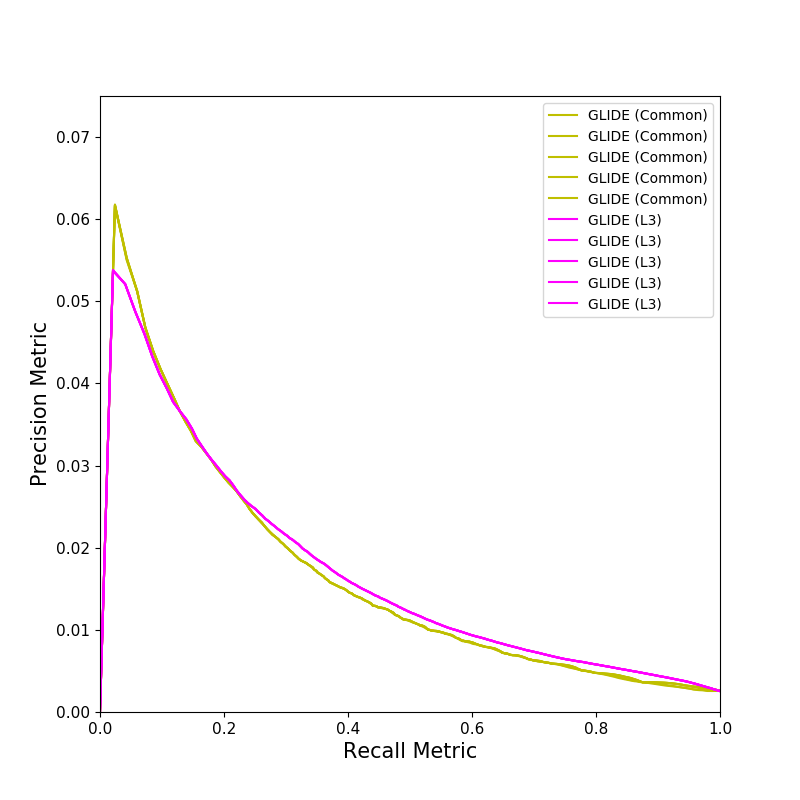 0.07
0.06
0.05
0.04
0.03
0.02
0.01
0.00
Precision Metric
GLIDE (Common)
GLIDE (Common)
GLIDE (Common)
GLIDE (Common)
GLIDE (Common)
GLIDE (L3)
GLIDE (L3)
GLIDE (L3)
GLIDE (L3)
GLIDE (L3)
0.0 0.2 0.4 0.6 0.8 1.0
Recall Metric